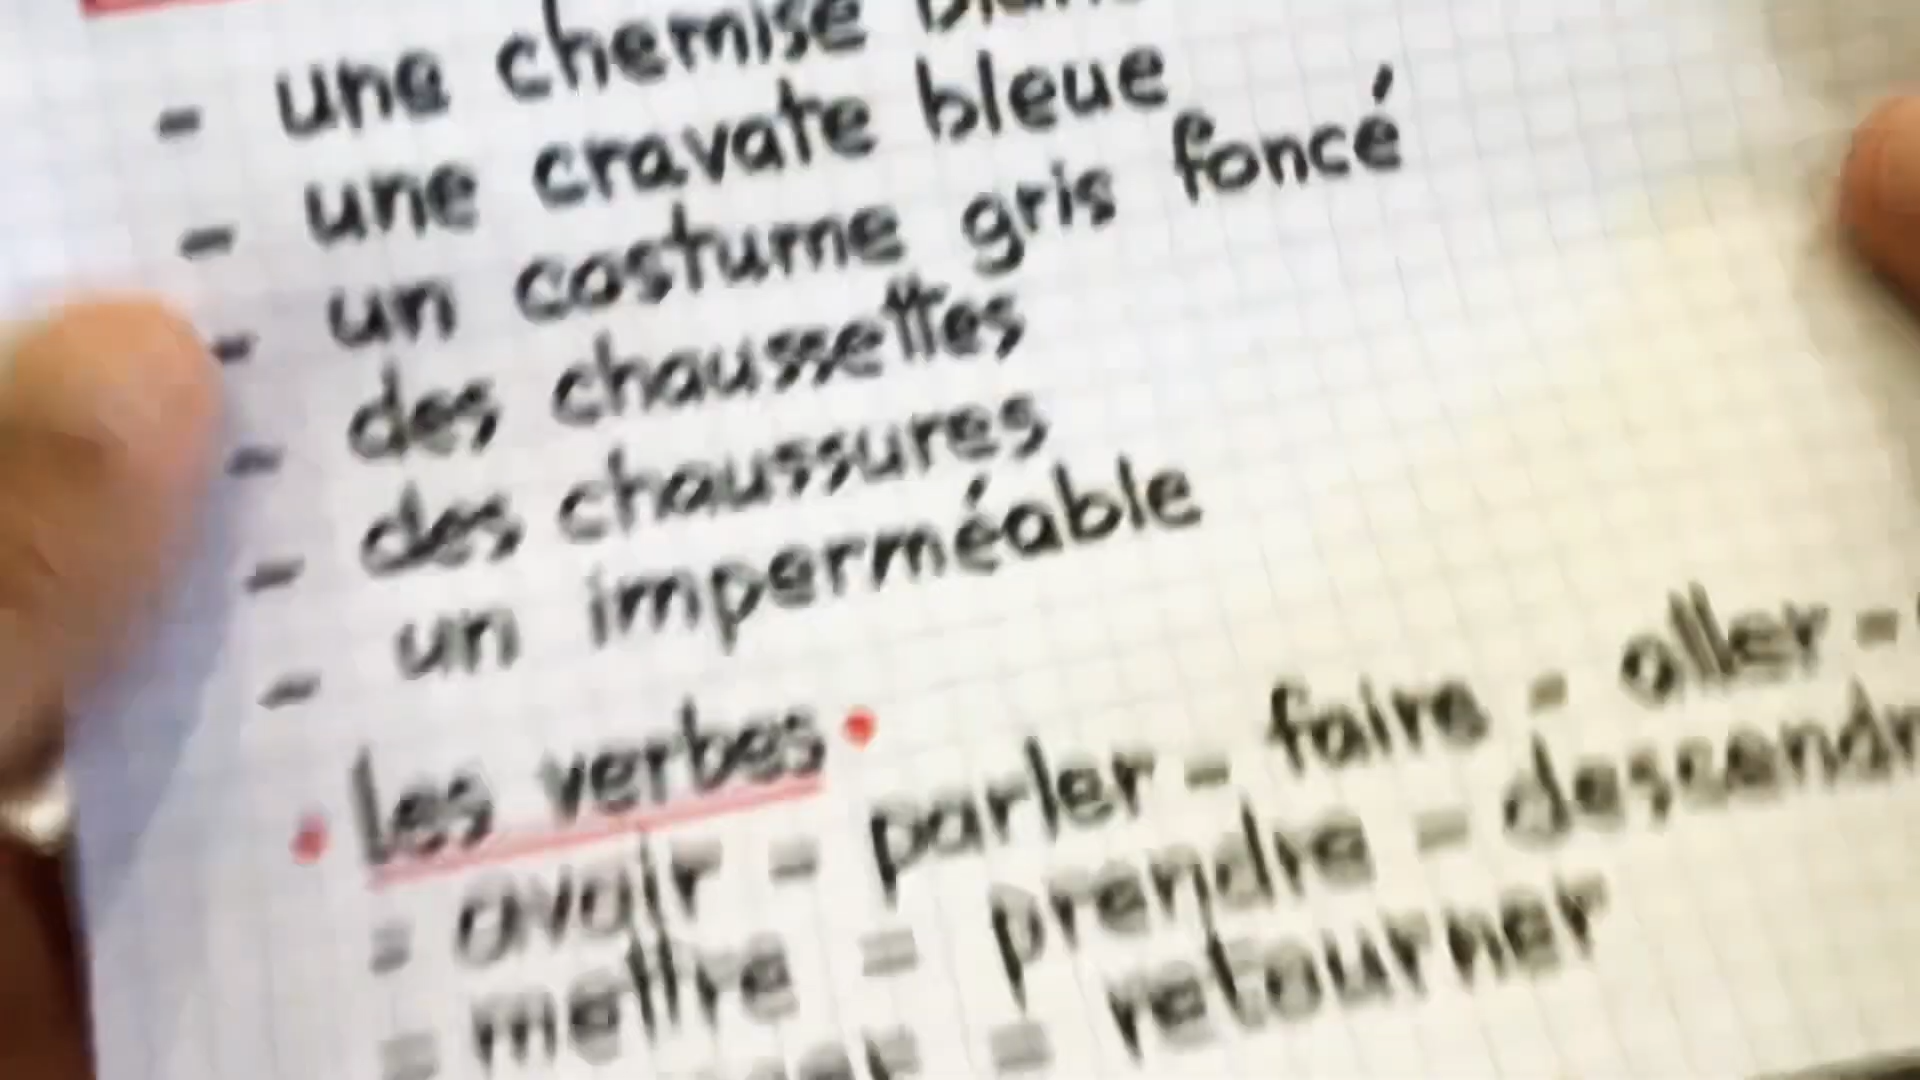 - une chemise
- une cravate bleue
- un costume gris foncé
- des chaussettes
- des chaussures
- un imperméable
• les verbes •
- avoir - parler - faire - aller -
- mettre - prendre -
- retourner